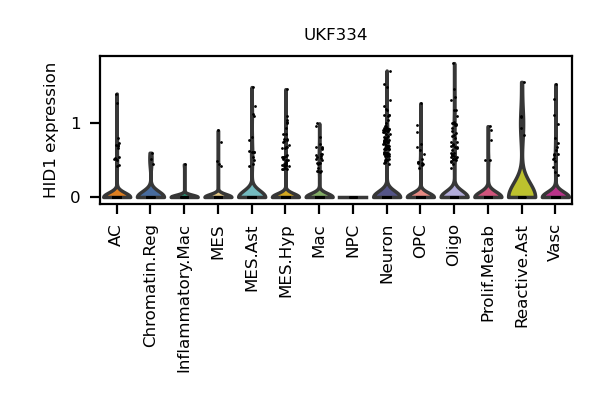 UKF334
HID1 expression
1
0
AC
Chromatin.Reg
Inflammatory.Mac
MES
MES.Ast
MES.Hyp
Mac
NPC
Neuron
OPC
Oligo
Prolif.Metab
Reactive.Ast
Vasc